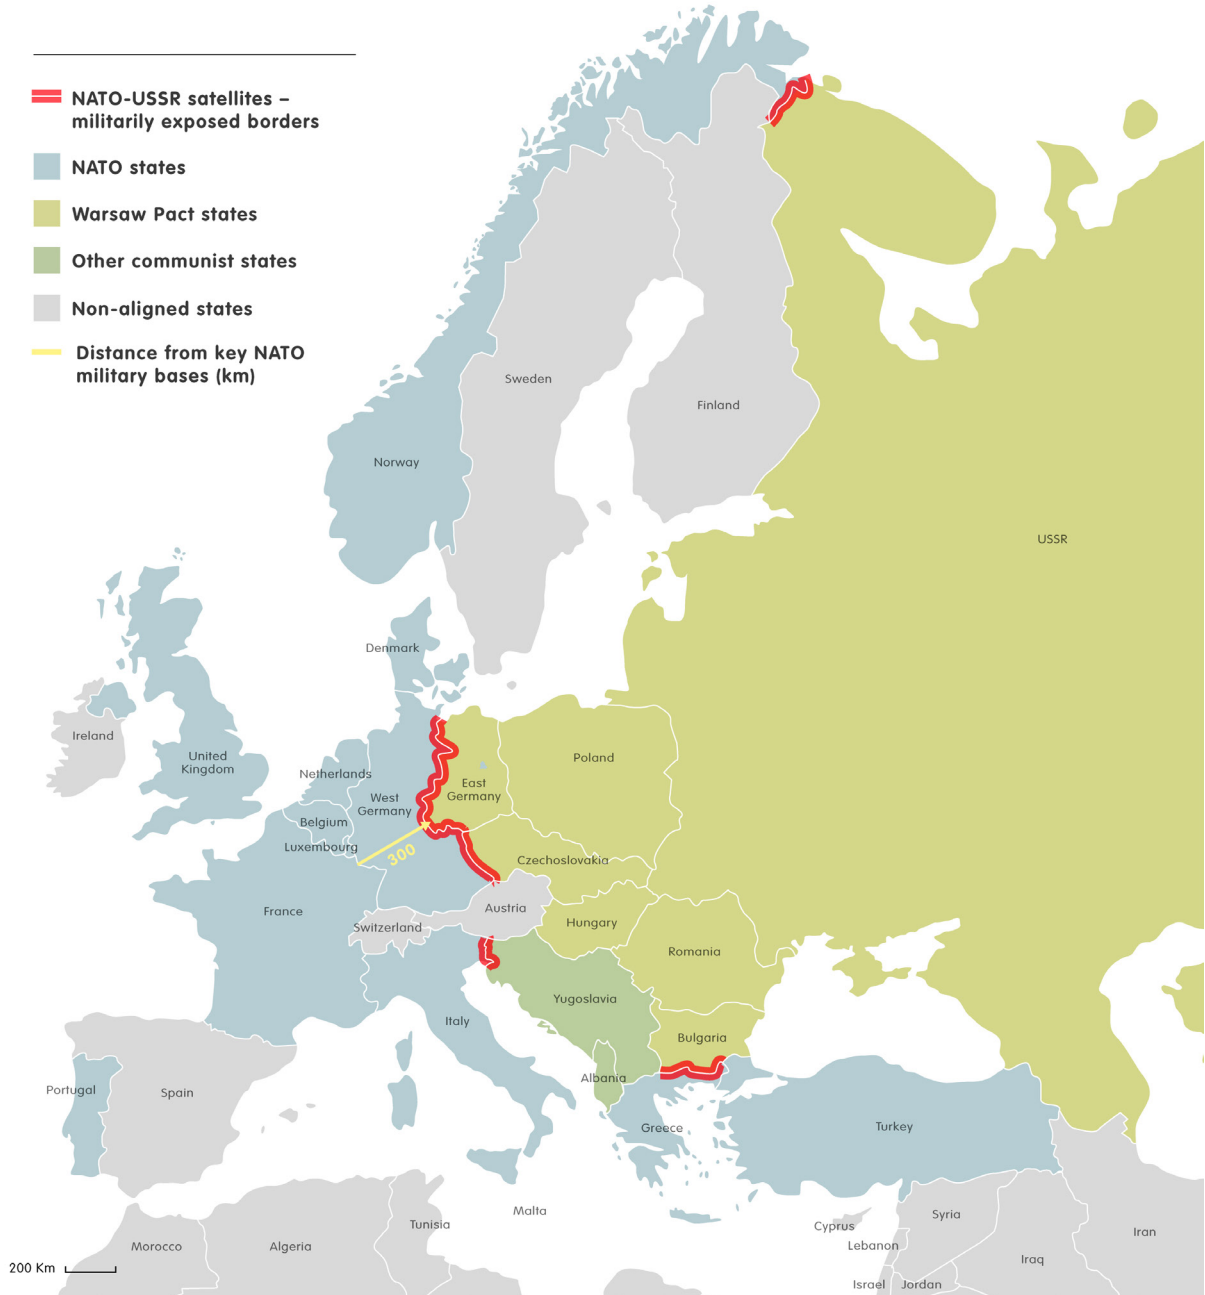 NATO-USSR satellites –
militarily exposed borders
NATO states
Warsaw Pact states
Other communist states
Non-aligned states
Distance from key NATO
military bases (km)
Sweden
Finland
Norway
USSR
Denmark
Ireland
United
Kingdom
Netherlands
Poland
East
Germany
West
Germany
Belgium
Luxembourg
300
Czechoslovakia
France
Austria
Switzerland
Hungary
Romania
Yugoslavia
Italy
Bulgaria
Albania
Portugal
Spain
Greece
Turkey
Malta
Tunisia
Morocco
Algeria
Cyprus
Syria
Lebanon
Iran
Iraq
Israel
Jordan
200 Km